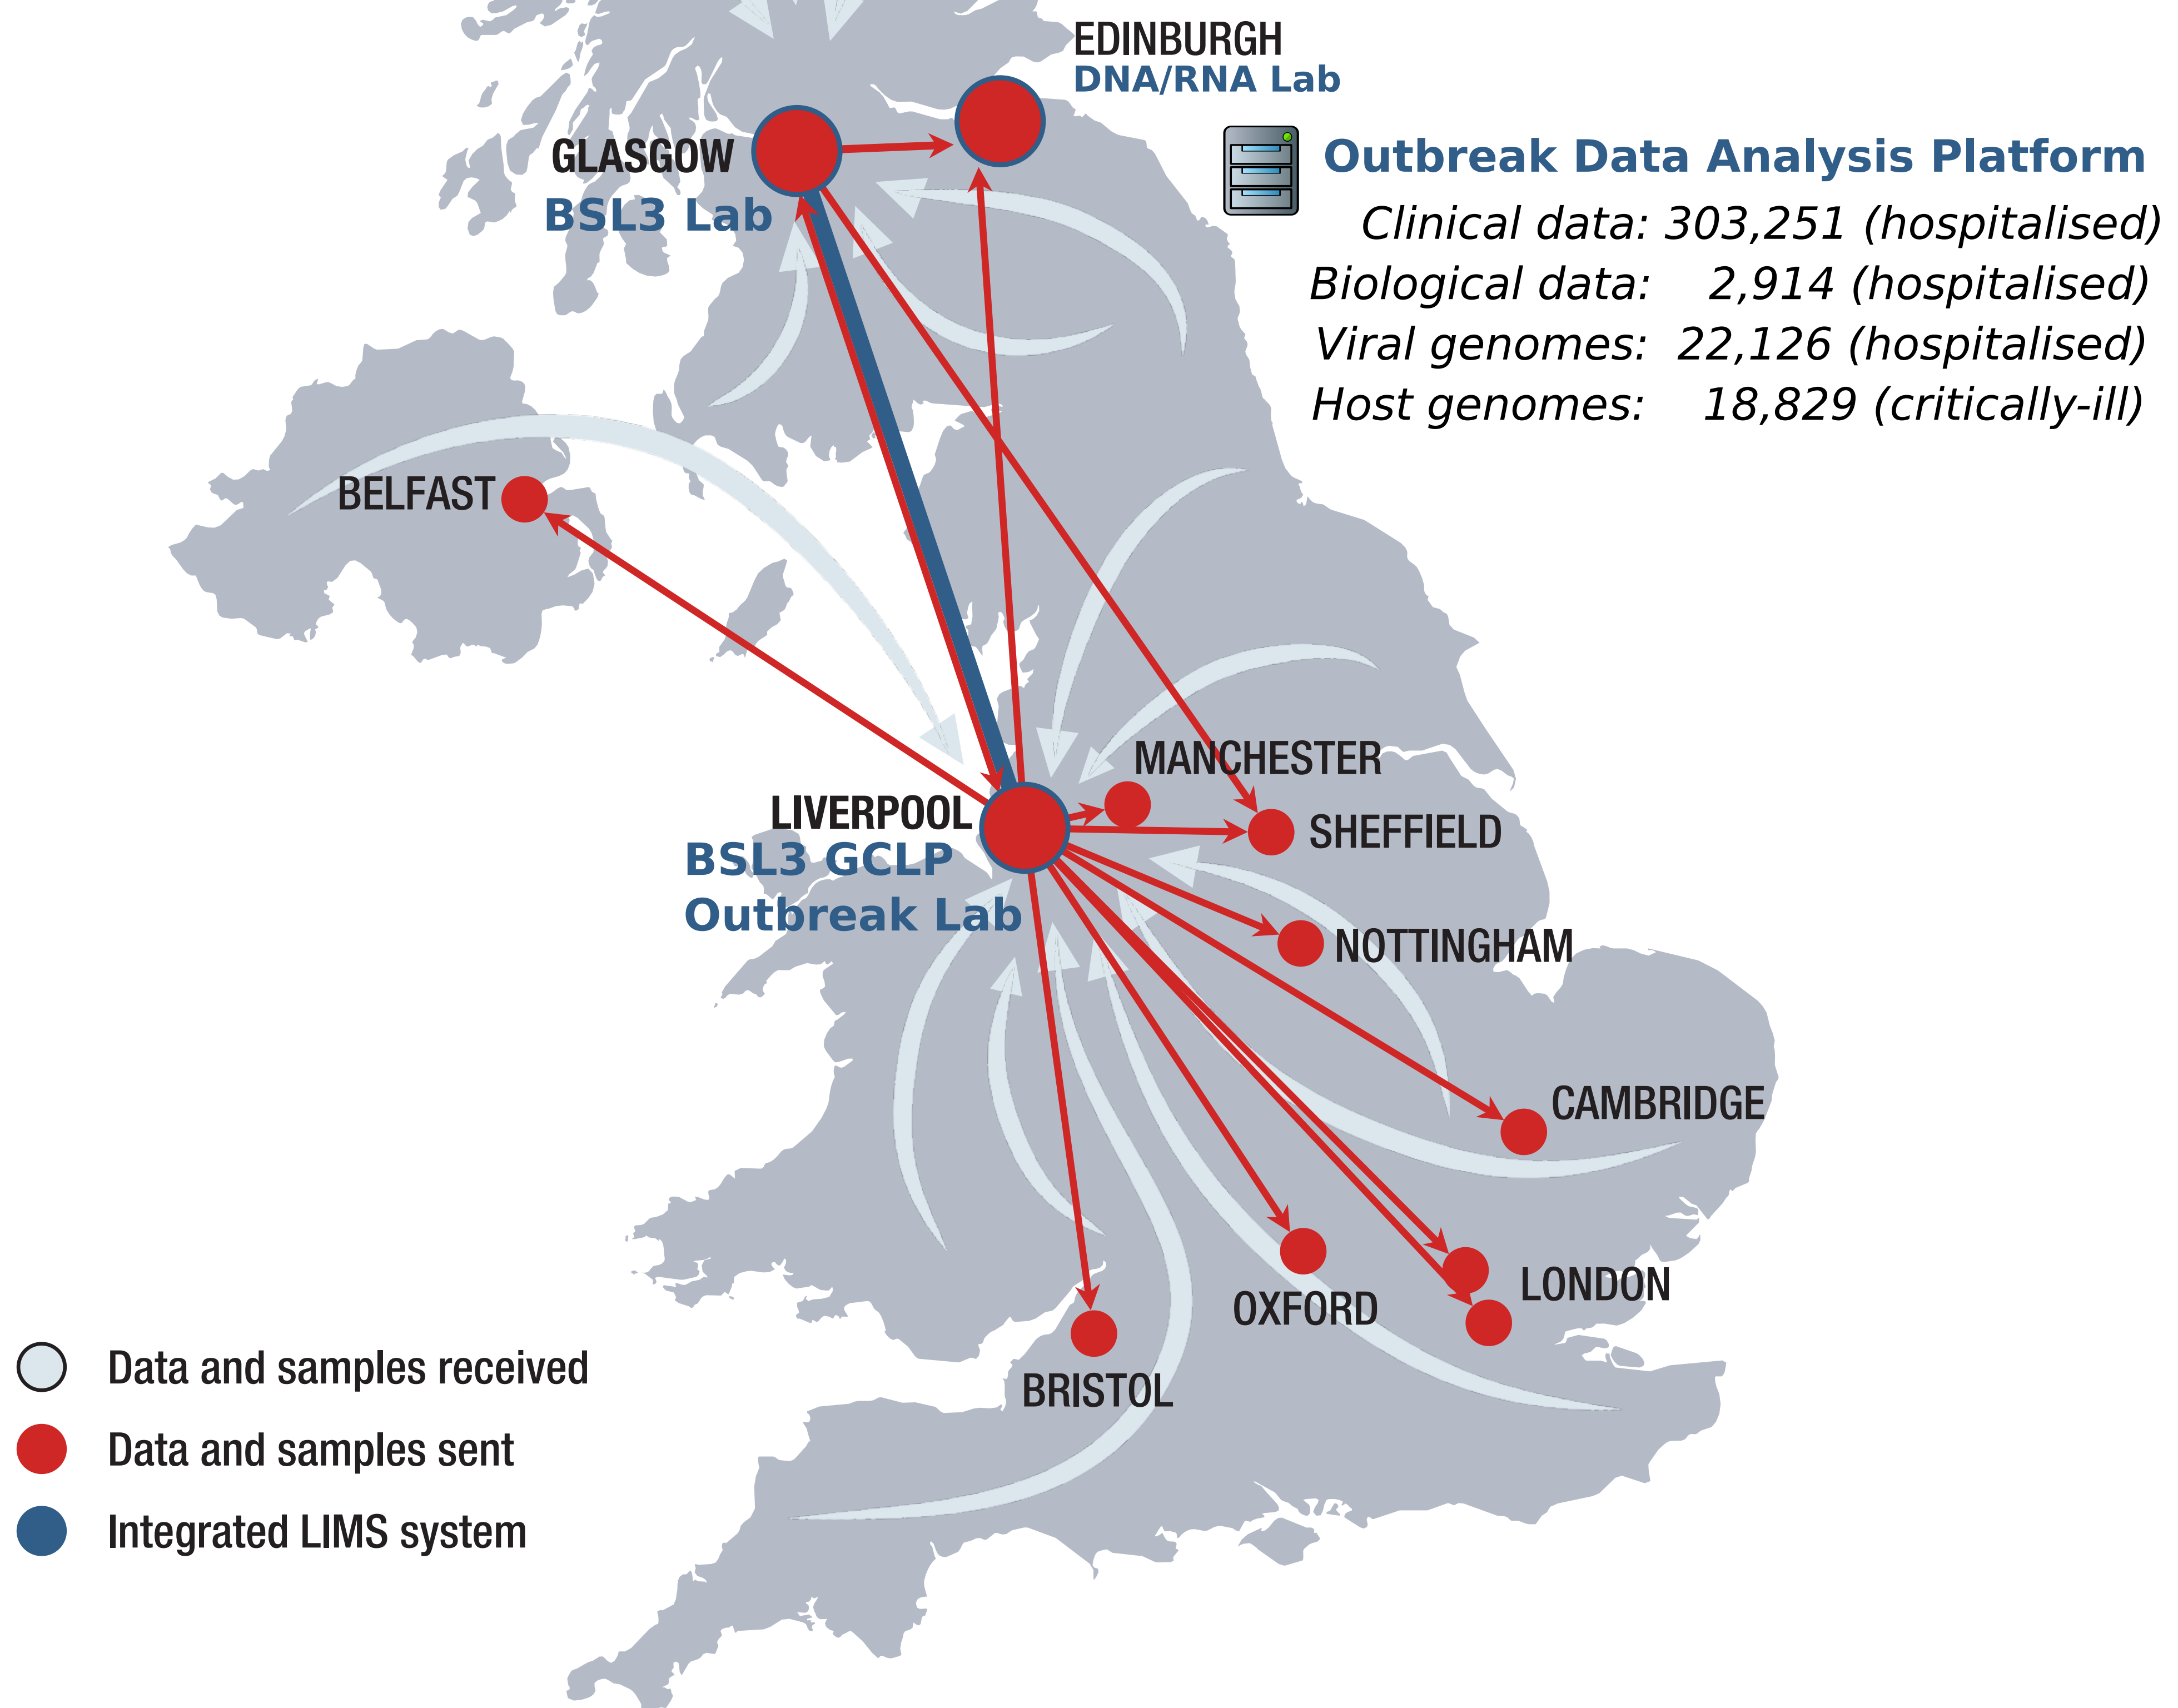 EDINBURGH
DNA/RNA Lab
GLASGOW
BSL3 Lab
Outbreak Data Analysis Platform
Clinical data: 303,251 (hospitalised)
Biological data: 2,914 (hospitalised)
Viral genomes: 22,126 (hospitalised)
Host genomes: 18,829 (critically-ill)
BELFAST
MANCHESTER
LIVERPOOL
BSL3 GCLP
Outbreak Lab
SHEFFIELD
NOTTINGHAM
CAMBRIDGE
LONDON
OXFORD
BRISTOL
Data and samples received
Data and samples sent
Integrated LIMS system